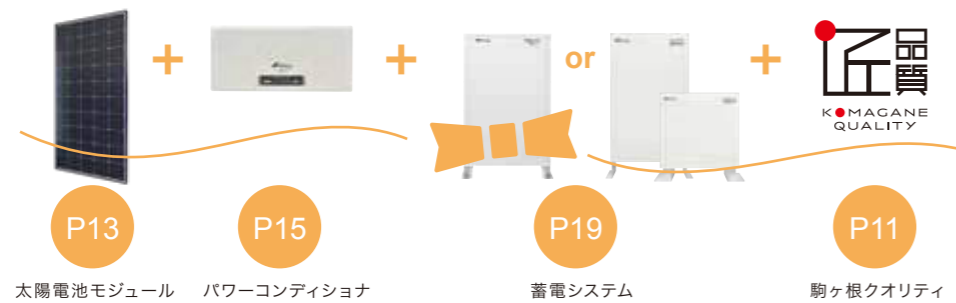 +
+
or
+
匠品質
KOMAGANE
QUALITY
P13
P15
P19
P11
太陽電池モジュール
パワーコンディショナ
蓄電システム
駒ヶ根クオリティ